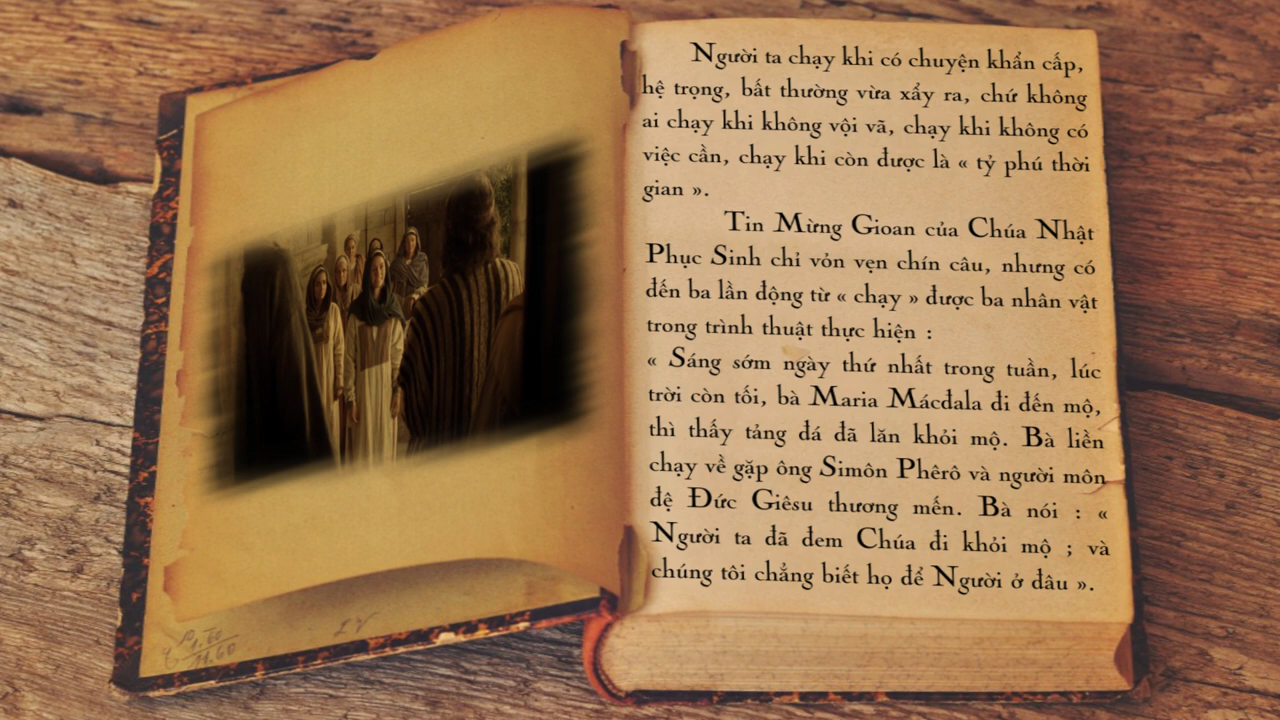 Người ta chạy khi có chuyện khẩn cấp,
hệ trọng, bất thường vừa xẩy ra, chứ không
ai chạy khi không vội vã, chạy khi không có
việc cần, chạy khi còn được là « tỷ phú thời
gian ».
Tin Mừng Gioan của Chúa Nhật
Phục Sinh chỉ vỏn vẹn chín câu, nhưng có
đến ba lần động từ « chạy » được ba nhân vật
trong trình thuật thực hiện :
« Sáng sớm ngày thứ nhất trong tuần, lúc
trời còn tối, bà Maria Mácđala đi đến mộ,
thì thấy tảng đá đã lăn khỏi mộ. Bà liền
chạy về gặp ông Simôn Phêrô và người môn
đệ Đức Giêsu thương mến. Bà nói : «
Người ta đã đem Chúa đi khỏi mộ ; và
chúng tôi chẳng biết họ để Người ở đâu ».